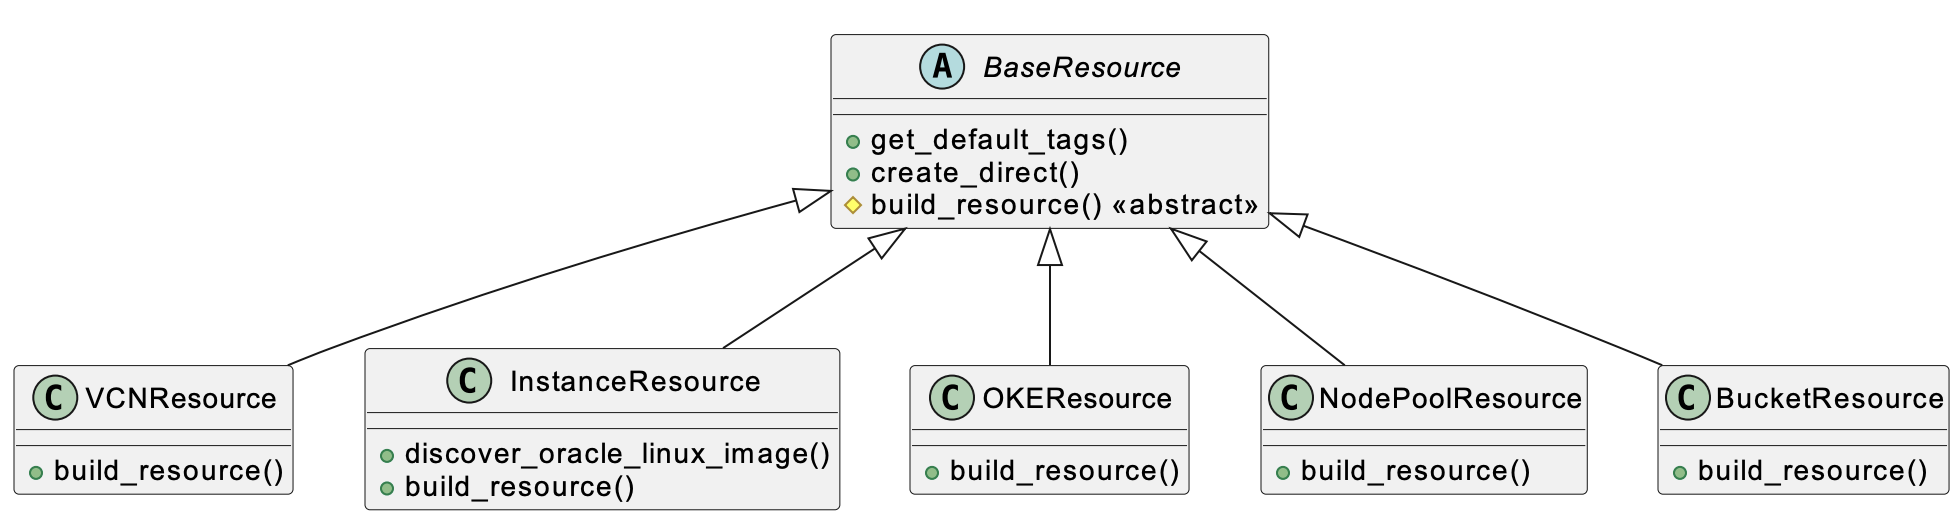 A BaseResource
get_default_tags()
create_direct()
build_resource() «abstract»
C VCNResource
build_resource()
C InstanceResource
discover_oracle_linux_image()
build_resource()
C OKEResource
build_resource()
C NodePoolResource
build_resource()
C BucketResource
build_resource()